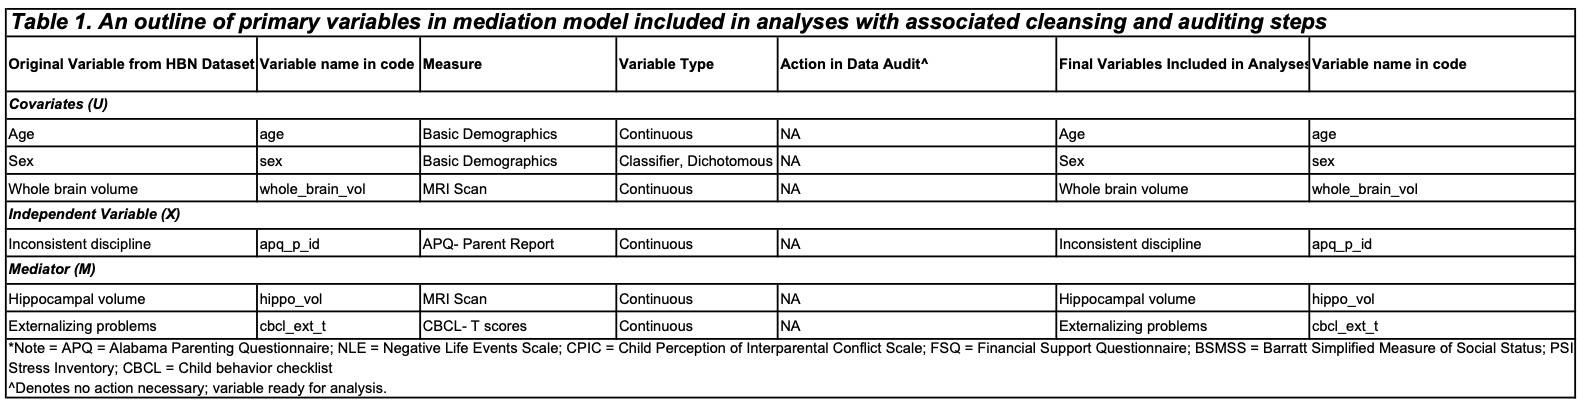 Table 1. An outline of primary variables in mediation model included in analyses with associated cleansing and auditing steps
Original Variable from HBN Dataset Variable name in code Measure Variable Type Action in Data Audit^ Final Variables Included in Analyses Variable name in code
Covariates (U)
Age age Basic Demographics Continuous NA Age age
Sex sex Basic Demographics Classifier, Dichotomous NA Sex sex
Whole brain volume whole_brain_vol MRI Scan Continuous NA Whole brain volume whole_brain_vol
Independent Variable (X)
Inconsistent discipline apq_p_id APQ- Parent Report Continuous NA Inconsistent discipline apq_p_id
Mediator (M)
Hippocampal volume hippo_vol MRI Scan Continuous NA Hippocampal volume hippo_vol
Externalizing problems cbcl_ext_t CBCL- T scores Continuous NA Externalizing problems cbcl_ext_t
*Note = APQ = Alabama Parenting Questionnaire; NLE = Negative Life Events Scale; CPIC = Child Perception of Interparental Conflict Scale; FSQ = Financial Support Questionnaire; BSMSS = Barratt Simplified Measure of Social Status; PSI
Stress Inventory; CBCL = Child behavior checklist
^Denotes no action necessary; variable ready for analysis.